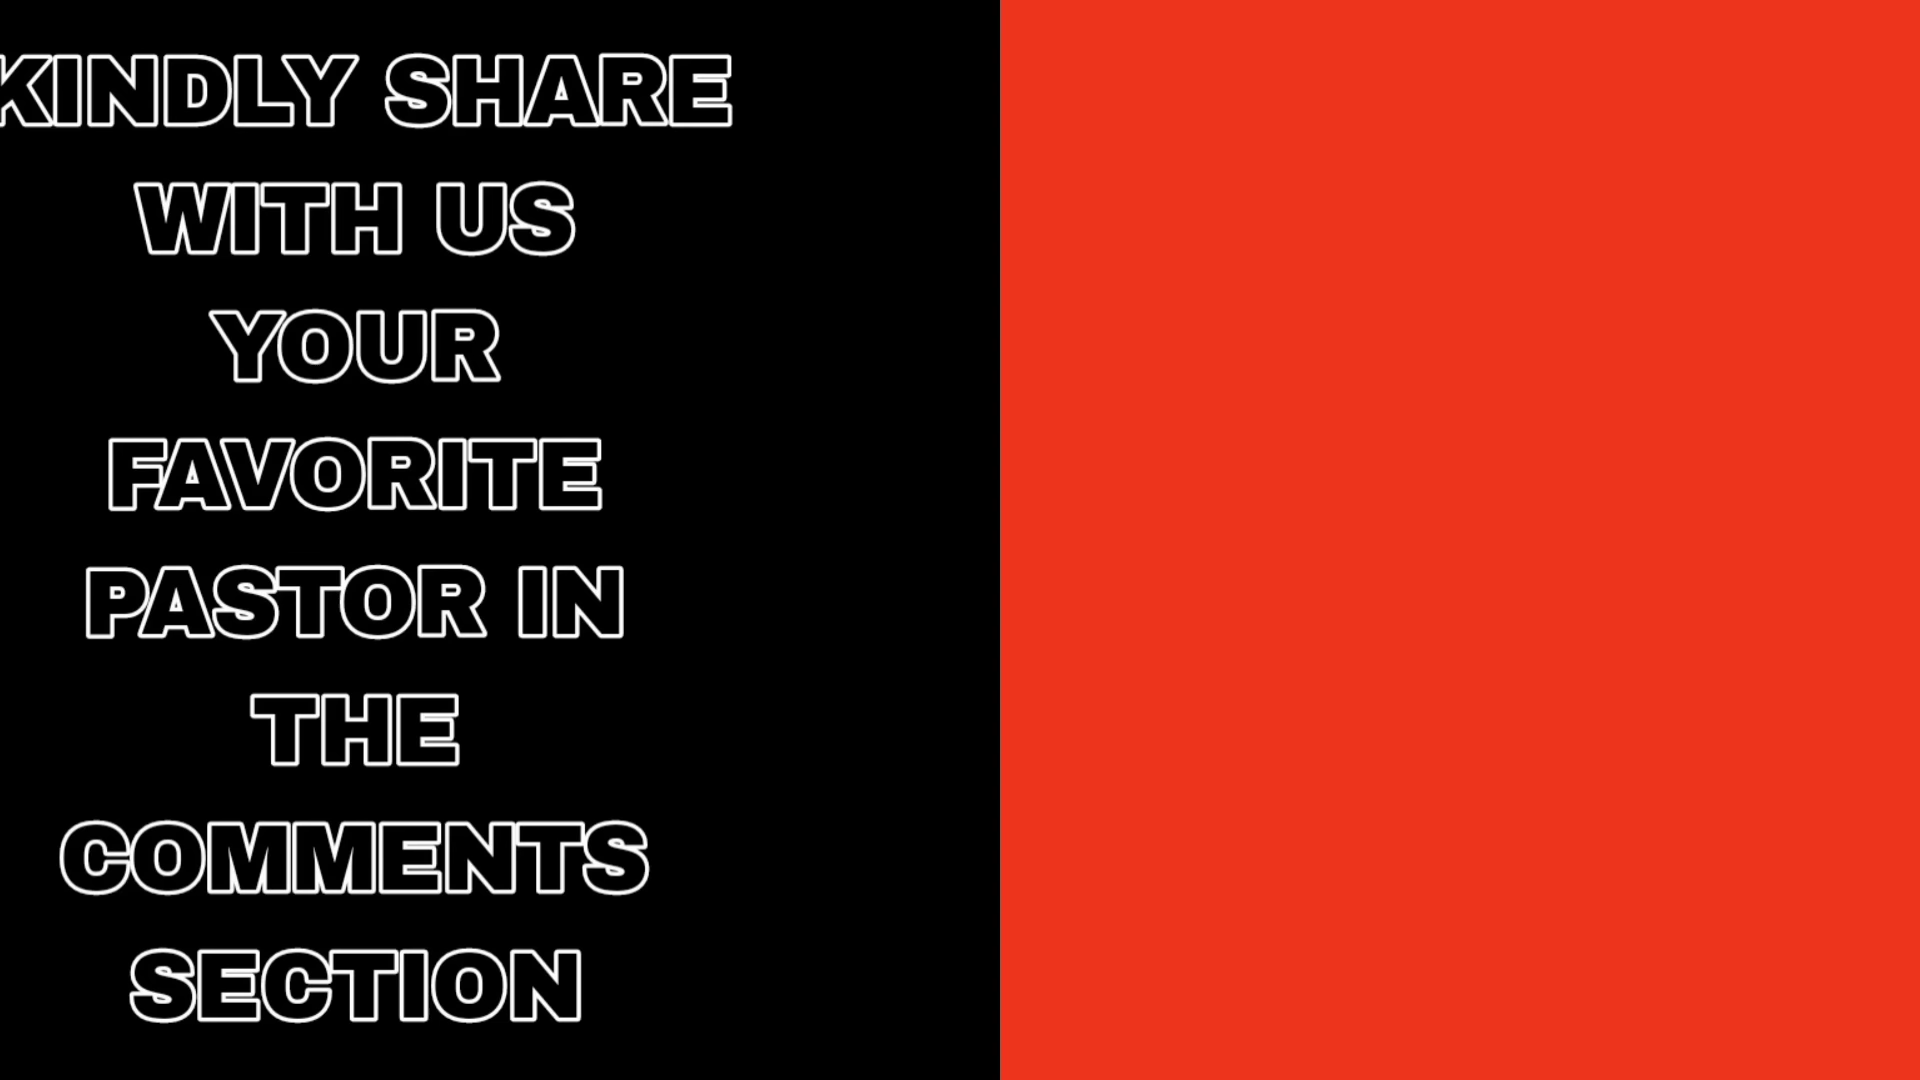 KINDLY SHARE
WITH US
YOUR
FAVORITE
PASTOR IN
THE
COMMENTS
SECTION